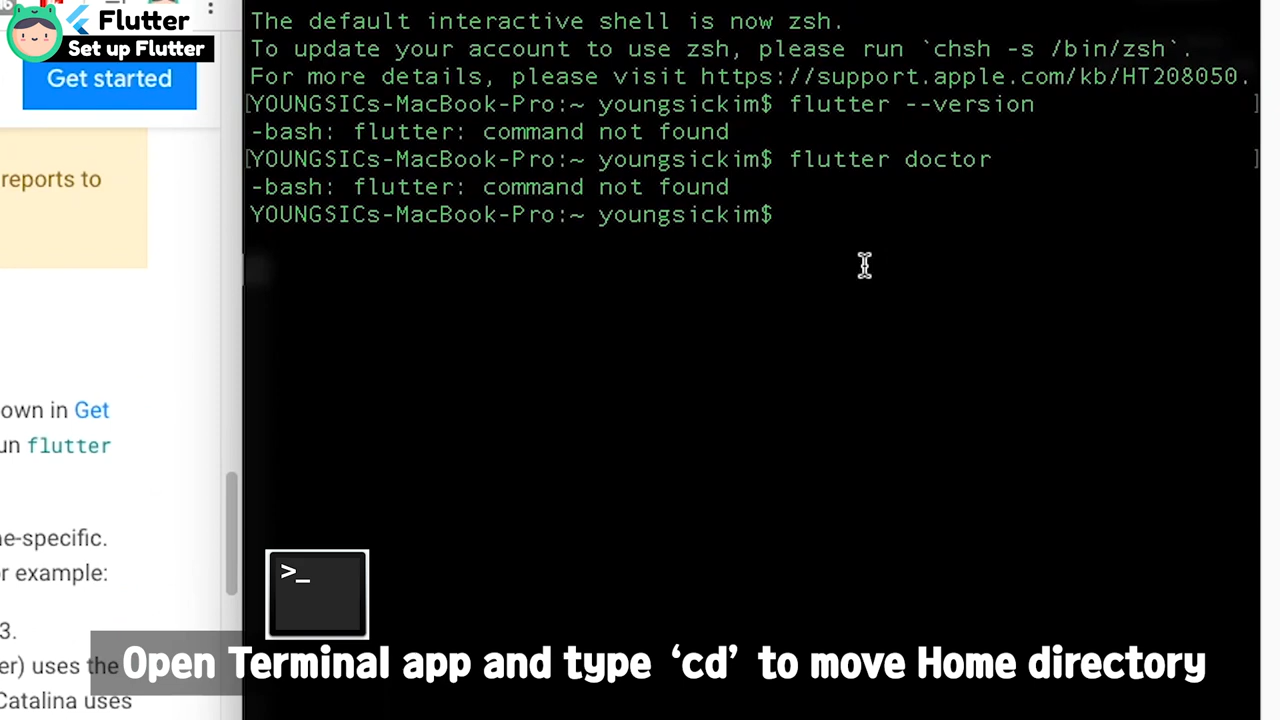 Flutter
Set up Flutter
Get started
reports to
own in Get
un flutter
e-specific.
r example:
3.
er) uses the
Catalina uses
The default interactive shell is now zsh.
To update your account to use zsh, please run `chsh -s /bin/zsh`.
For more details, please visit https://support.apple.com/kb/HT208050.
[YOUNGSICs-MacBook-Pro:~ youngsickim$ flutter --version ]
-bash: flutter: command not found
[YOUNGSICs-MacBook-Pro:~ youngsickim$ flutter doctor ]
-bash: flutter: command not found
YOUNGSICs-MacBook-Pro:~ youngsickim$
>_
Open Terminal app and type ‘cd’ to move Home directory